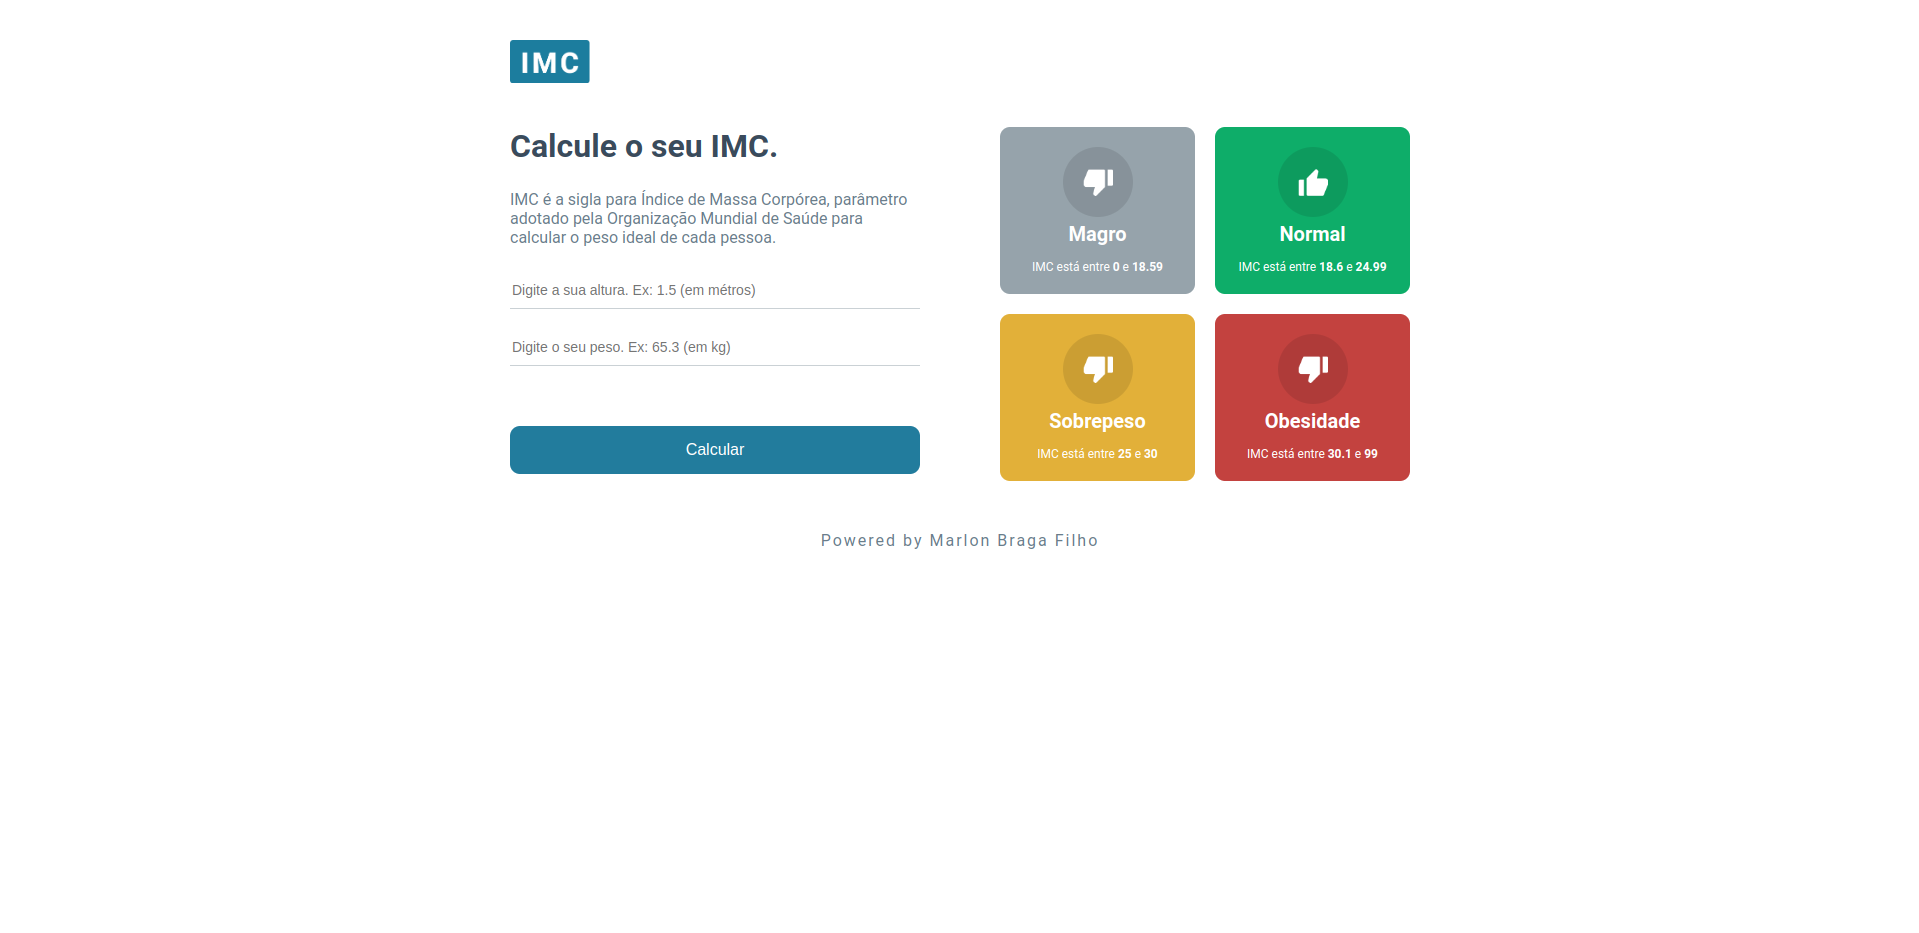 IMC
Calcule o seu IMC.
IMC é a sigla para Índice de Massa Corpórea, parâmetro
adotado pela Organização Mundial de Saúde para
calcular o peso ideal de cada pessoa.
Digite a sua altura. Ex: 1.5 (em métros)
Digite o seu peso. Ex: 65.3 (em kg)
Calcular
Magro
IMC está entre 0 e 18.59
Normal
IMC está entre 18.6 e 24.99
Sobrepeso
IMC está entre 25 e 30
Obesidade
IMC está entre 30.1 e 99
Powered by Marlon Braga Filho